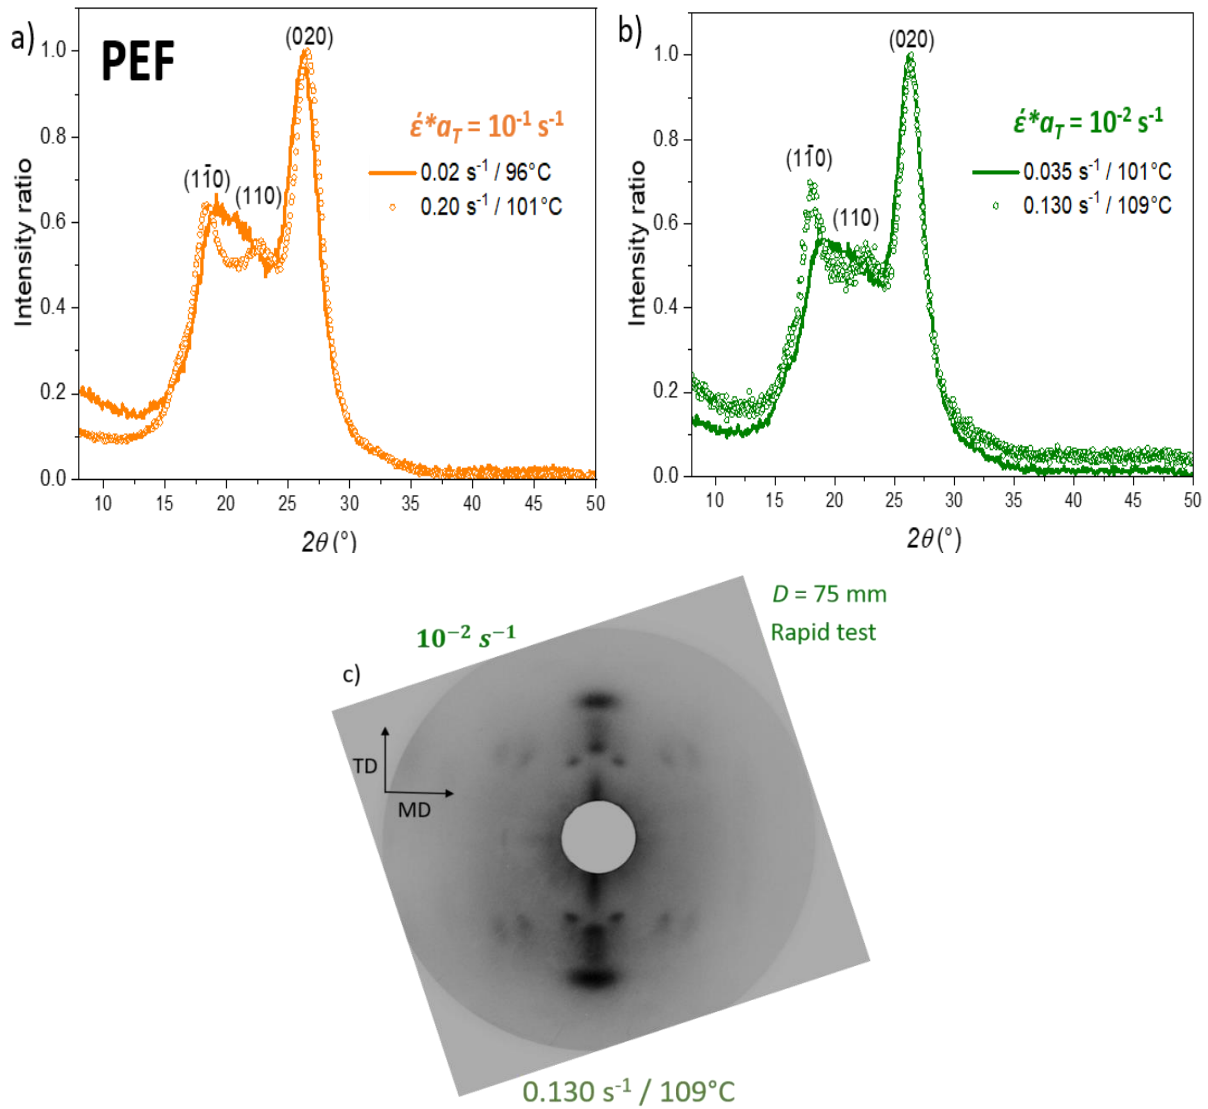 a)
PEF
(020)
ε̇*a_T = 10⁻¹ s⁻¹
(11̄0)
(110)
0.02 s⁻¹ / 96°C
0.20 s⁻¹ / 101°C
Intensity ratio
1.0
0.8
0.6
0.4
0.2
0.0
10 15 20 25 30 35 40 45 50
2θ (°)
b)
(020)
ε̇*a_T = 10⁻² s⁻¹
(11̄0)
(110)
0.035 s⁻¹ / 101°C
0.130 s⁻¹ / 109°C
Intensity ratio
1.0
0.8
0.6
0.4
0.2
0.0
10 15 20 25 30 35 40 45 50
2θ (°)
D = 75 mm
Rapid test
10⁻² s⁻¹
c)
TD
MD
0.130 s⁻¹ / 109°C